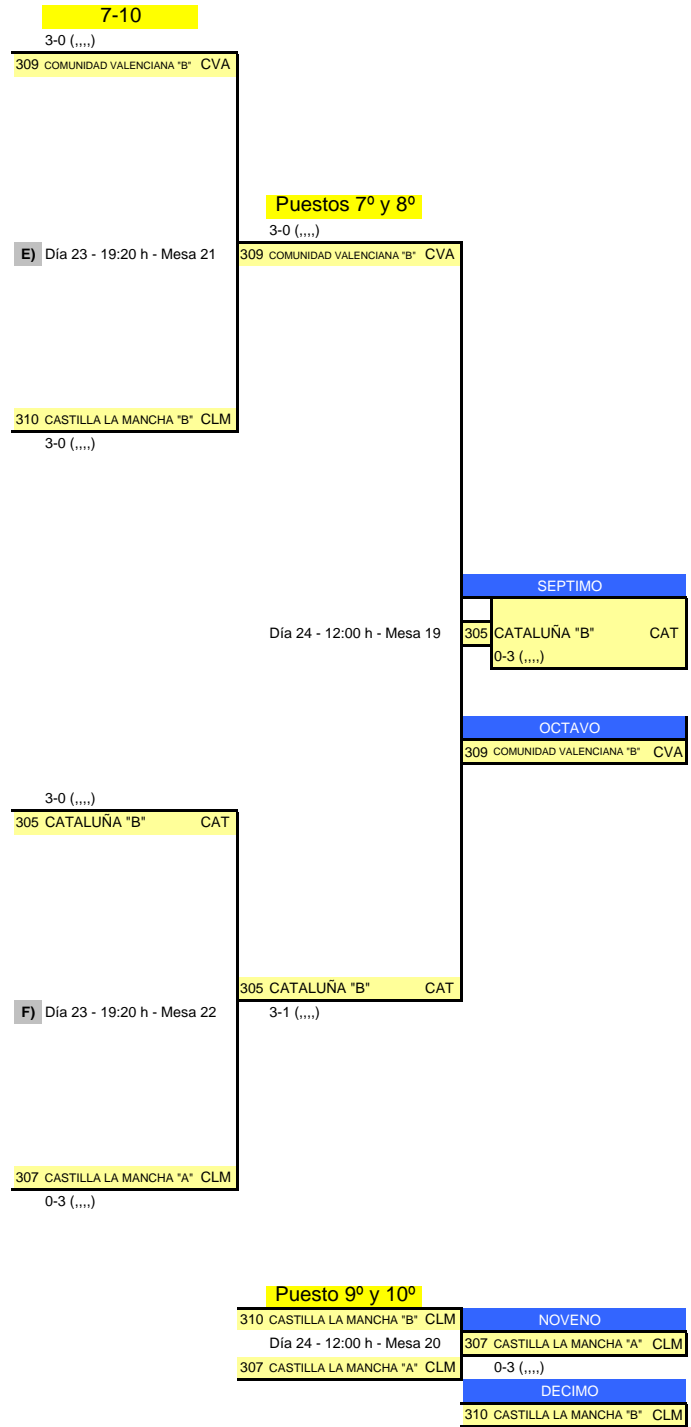 7-10
3-0 (,,,,)
309 COMUNIDAD VALENCIANA "B" CVA
Puestos 7º y 8º
3-0 (,,,,)
E) Día 23 - 19:20 h - Mesa 21 309 COMUNIDAD VALENCIANA "B" CVA
310 CASTILLA LA MANCHA "B" CLM
3-0 (,,,,)
SEPTIMO
Día 24 - 12:00 h - Mesa 19 305 CATALUÑA "B" CAT
0-3 (,,,,)
OCTAVO
309 COMUNIDAD VALENCIANA "B" CVA
3-0 (,,,,)
305 CATALUÑA "B" CAT
305 CATALUÑA "B" CAT
F) Día 23 - 19:20 h - Mesa 22 3-1 (,,,,)
307 CASTILLA LA MANCHA "A" CLM
0-3 (,,,,)
Puesto 9º y 10º
310 CASTILLA LA MANCHA "B" CLM NOVENO
Día 24 - 12:00 h - Mesa 20 307 CASTILLA LA MANCHA "A" CLM
307 CASTILLA LA MANCHA "A" CLM 0-3 (,,,,)
DECIMO
310 CASTILLA LA MANCHA "B" CLM